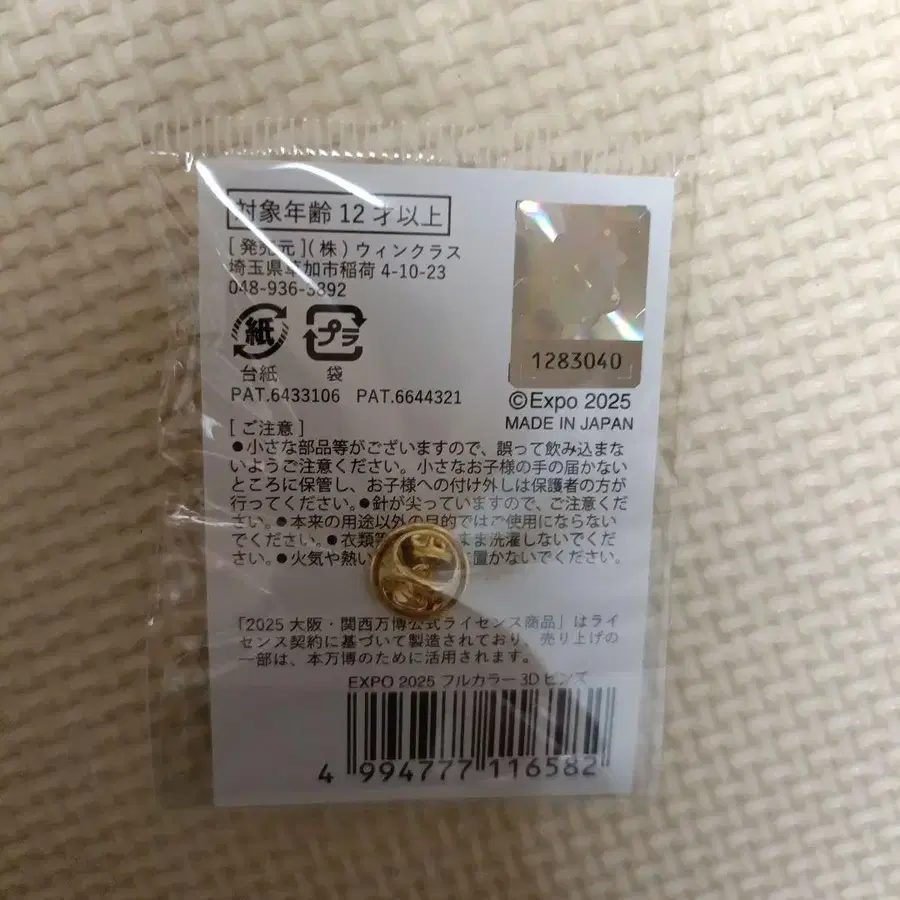 対象年齢 12 才以上
[ 発売元 ](株) ウィンクラス
埼玉県草加市稲荷 4-10-23
048-936-3892
紙
プラ
台紙
袋
PAT.6433106 PAT.6644321
1283040
©Expo 2025
MADE IN JAPAN
[ ご注意 ]
●小さな部品等がございますので、誤って飲み込まな
いようご注意ください。小さなお子様の手の届かない
ところに保管し、お子様への付け外しは保護者の方が
行ってください。●針が尖っていますので、ご注意くだ
さい。●本来の用途以外の目的ではご使用にならない
でください。●衣類等 まま洗濯しないでくだ
さい。●火気や熱い に置かないでください。
「2025 大阪・関西万博公式ライセンス商品」はライ
センス契約に基づいて製造されており、売り上げの
一部は、本万博のために活用されます。
EXPO 2025 フルカラー 3D ピンズ
4 994777 116582